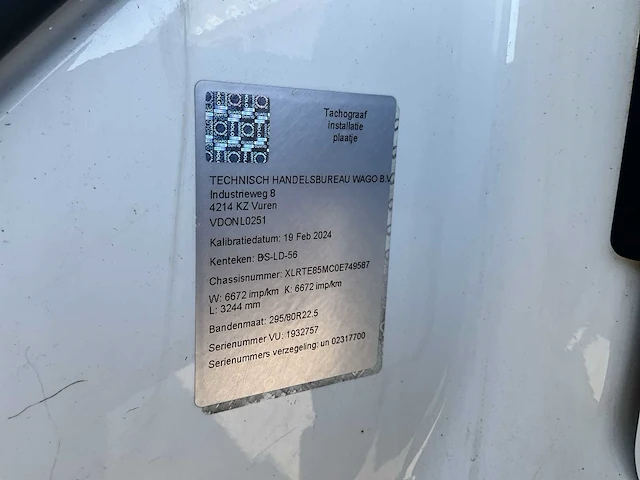 Tachograaf
installatie
plaatje
TECHNISCH HANDELSBUREAU WAGO B.V.
Industrieweg 8
4214 KZ Vuren
VDONL0251
Kalibratiedatum: 19 Feb 2024
Kenteken: BS-LD-56
Chassisnummer: XLRTE85MC0E749587
W: 6672 imp/km K: 6672 imp/km
L: 3244 mm
Bandenmaat: 295/80R22.5
Serienummer VU: 1932757
Serienummers verzegeling: un 02317700